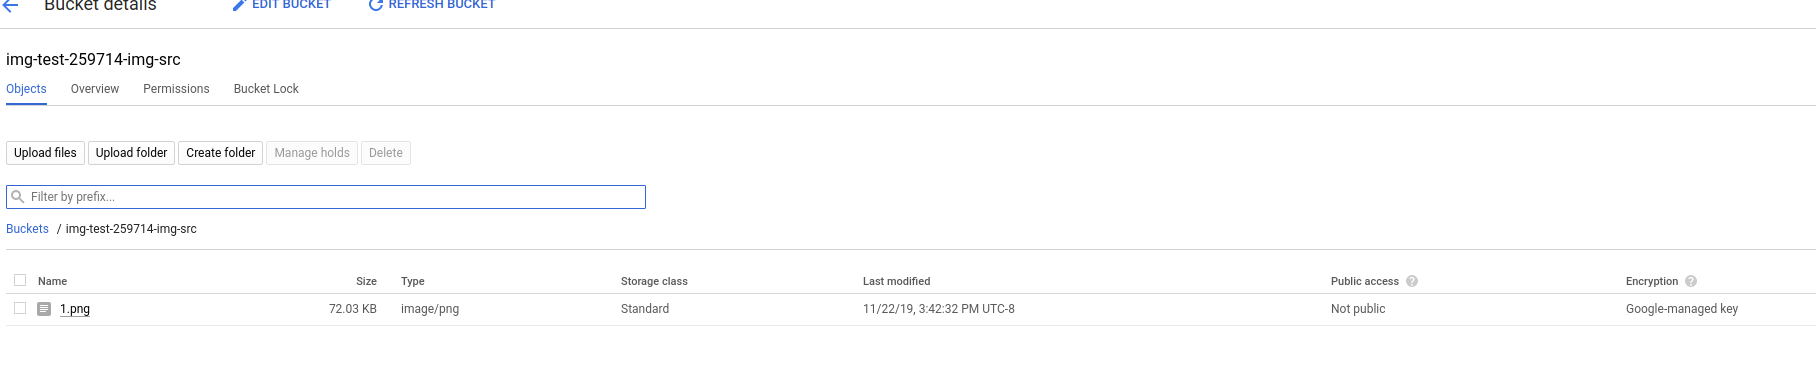 Bucket details EDIT BUCKET REFRESH BUCKET
img-test-259714-img-src
Objects Overview Permissions Bucket Lock
Upload files Upload folder Create folder Manage holds Delete
Filter by prefix...
Buckets / img-test-259714-img-src
Name Size Type Storage class Last modified Public access ? Encryption ?
1.png 72.03 KB image/png Standard 11/22/19, 3:42:32 PM UTC-8 Not public Google-managed key